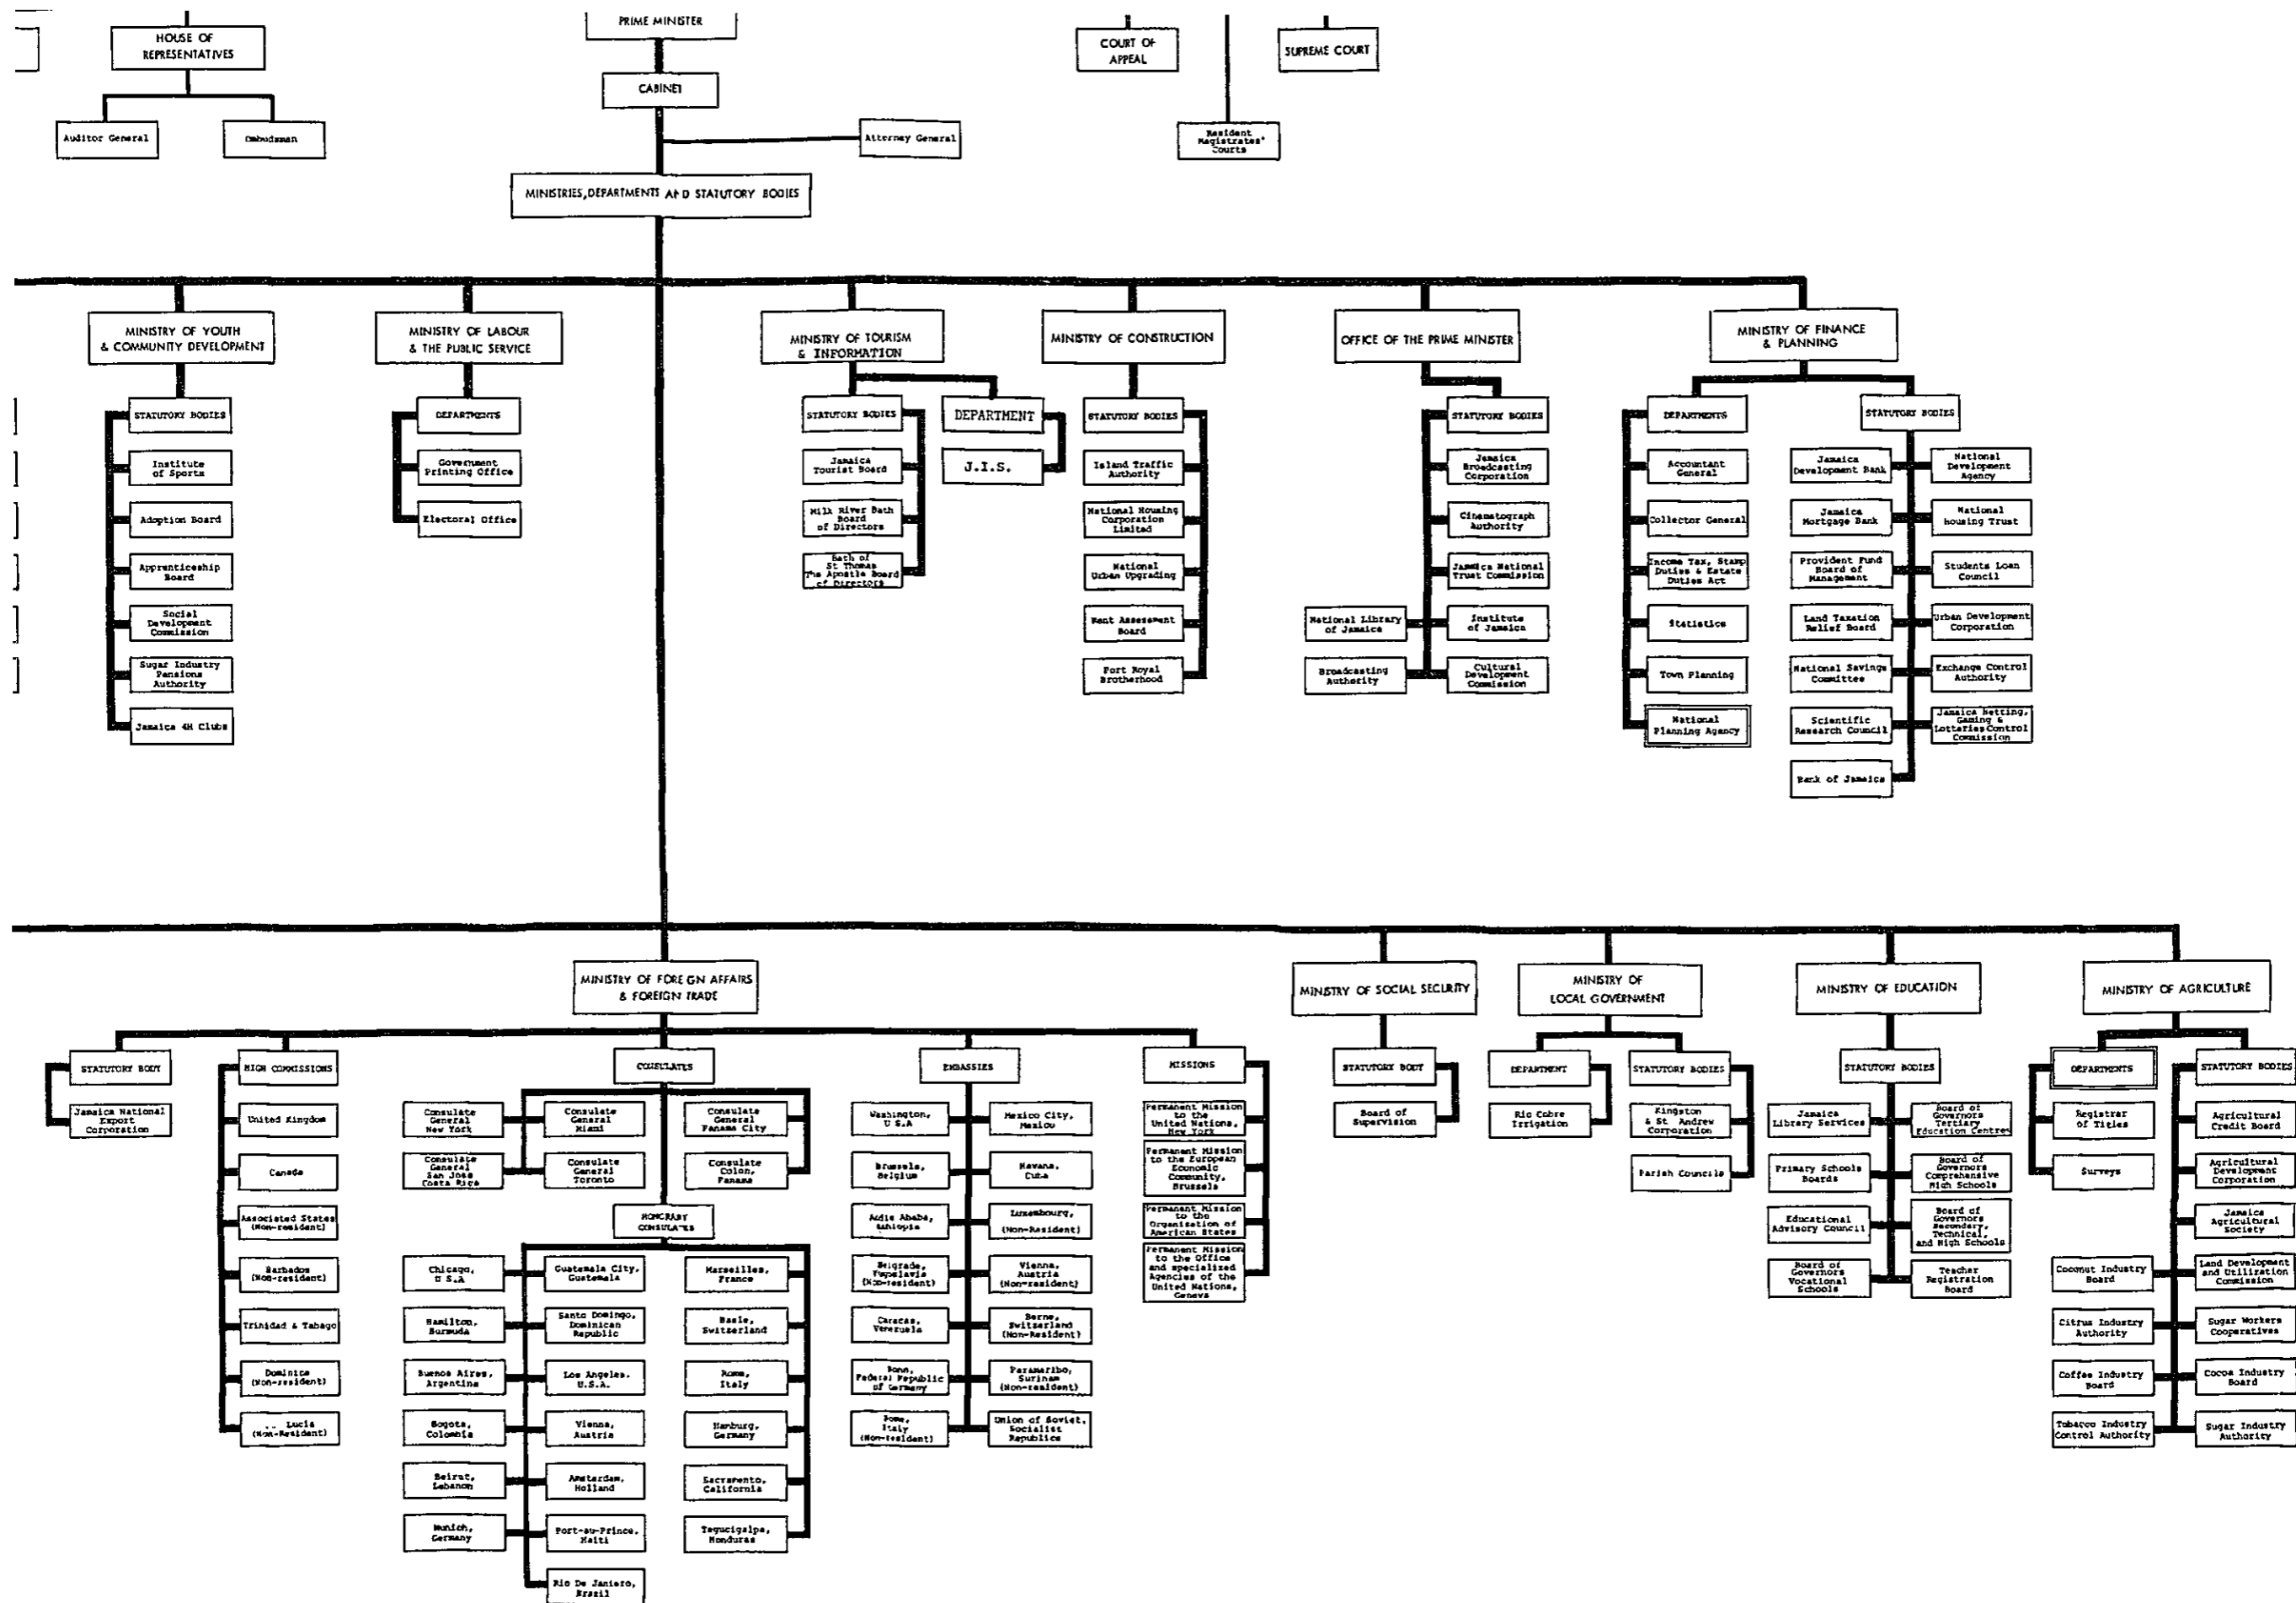 HOUSE OF
REPRESENTATIVES
Auditor General
Ombudsman
PRIME MINISTER
CABINET
Attorney General
MINISTRIES, DEPARTMENTS AND STATUTORY BODIES
COURT OF
APPEAL
SUPREME COURT
Resident
Magistrates'
Courts
MINISTRY OF YOUTH
& COMMUNITY DEVELOPMENT
STATUTORY BODIES
Institute
of Sports
Adoption Board
Apprenticeship
Board
Social
Development
Commission
Sugar Industry
Pensions
Authority
Jamaica 4H Clubs
MINISTRY OF LABOUR
& THE PUBLIC SERVICE
DEPARTMENTS
Government
Printing Office
Electoral Office
MINISTRY OF TOURISM
& INFORMATION
STATUTORY BODIES
Jamaica
Tourist Board
Milk River Bath
Board
of Directors
Bath of
St Thomas
The Apostle Board
of Directors
DEPARTMENT
J.I.S.
MINISTRY OF CONSTRUCTION
STATUTORY BODIES
Island Traffic
Authority
National Housing
Corporation
Limited
National
Urban Upgrading
Rent Assessment
Board
Port Royal
Brotherhood
OFFICE OF THE PRIME MINISTER
STATUTORY BODIES
Jamaica
Broadcasting
Corporation
Cinematograph
Authority
Jamaica National
Trust Commission
National Library
of Jamaica
Institute
of Jamaica
Broadcasting
Authority
Cultural
Development
Commission
MINISTRY OF FINANCE
& PLANNING
DEPARTMENTS
Accountant
General
Collector General
Income Tax, Stamp
Duties & Estate
Duties Act
Statistics
Town Planning
National
Planning Agency
STATUTORY BODIES
Jamaica
Development Bank
National
Development
Agency
Jamaica
Mortgage Bank
National
Housing Trust
Provident Fund
Board of
Management
Students Loan
Council
Land Taxation
Relief Board
Urban Development
Corporation
National Savings
Committee
Exchange Control
Authority
Scientific
Research Council
Jamaica Betting,
Gaming &
Lotteries Control
Commission
Bank of Jamaica
MINISTRY OF FOREIGN AFFAIRS
& FOREIGN TRADE
STATUTORY BODY
Jamaica National
Export
Corporation
HIGH COMMISSIONS
United Kingdom
Canada
Associated States
(Non-resident)
Barbados
(Non-resident)
Trinidad & Tabago
Dominica
(Non-resident)
Lucia
(Non-Resident)
CONSULATES
Consulate
General
New York
Consulate
General
Miami
Consulate
General
Panama City
Consulate
General
San Jose
Costa Rica
Consulate
General
Toronto
Consulate
Colon,
Panama
HONORARY
CONSULATES
Chicago,
U S.A
Guatemala City,
Guatemala
Marseilles,
France
Hamilton,
Burmuda
Santo Domingo,
Dominican
Republic
Basle,
Switzerland
Buenos Aires,
Argentina
Los Angeles,
U.S.A.
Rome,
Italy
Bogota,
Colombia
Vienna,
Austria
Hamburg,
Germany
Beirut,
Lebanon
Amsterdam,
Holland
Sacramento,
California
Munich,
Germany
Port-au-Prince,
Haiti
Tegucigalpa,
Honduras
Rio De Janiero,
Brazil
EMBASSIES
Washington,
U S.A
Mexico City,
Mexico
Brussels,
Belgium
Havana,
Cuba
Addis Ababa,
Ethiopia
Luxembourg,
(Non-Resident)
Belgrade,
Yugoslavia
(Non-resident)
Vienna,
Austria
(Non-resident)
Caracas,
Venezuela
Berne,
Switzerland
(Non-Resident)
Bonn,
Federal Republic
of Germany
Paramaribo,
Surinam
(Non-resident)
Rome,
Italy
(Non-resident)
Union of Soviet,
Socialist
Republics
MISSIONS
Permanent Mission
to the
United Nations,
New York
Permanent Mission
to the European
Economic
Community,
Brussels
Permanent Mission
to the
Organisation of
American States
Permanent Mission
to the Office
and specialized
Agencies of the
United Nations,
Geneva
MINISTRY OF SOCIAL SECURITY
STATUTORY BODY
Board of
Supervision
MINISTRY OF
LOCAL GOVERNMENT
DEPARTMENT
Rio Cobre
Irrigation
STATUTORY BODIES
Kingston
& St Andrew
Corporation
Parish Councils
MINISTRY OF EDUCATION
STATUTORY BODIES
Jamaica
Library Services
Board of
Governors
Tertiary
Education Centres
Primary Schools
Boards
Board of
Governors
Comprehensive
High Schools
Educational
Advisory Council
Board of
Governors
Secondary,
Technical,
and High Schools
Board of
Governors
Vocational
Schools
Teacher
Registration
Board
MINISTRY OF AGRICULTURE
DEPARTMENTS
Registrar
of Titles
Surveys
STATUTORY BODIES
Agricultural
Credit Board
Agricultural
Development
Corporation
Jamaica
Agricultural
Society
Coconut Industry
Board
Land Development
and Utilization
Commission
Citrus Industry
Authority
Sugar Workers
Cooperatives
Coffee Industry
Board
Cocoa Industry
Board
Tobacco Industry
Control Authority
Sugar Industry
Authority